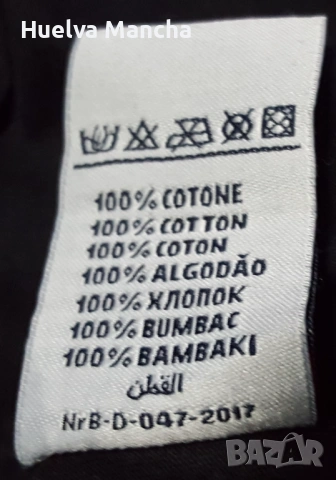 Huelva Mancha
100% COTONE
100% COTTON
100% COTON
100% ALGODÃO
100% ХЛОПОК
100% BUMBAC
100% BAMBAKI
القطن
NrB-D-047-2017
BAZAR